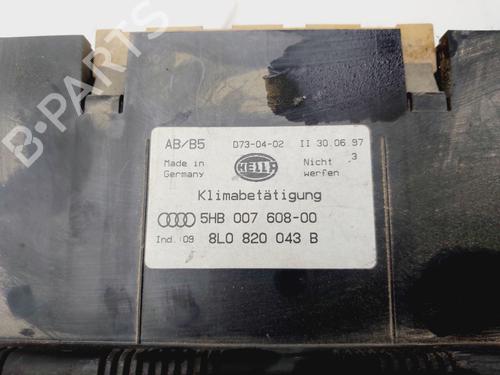 B-PARTS
AB/B5 D73-04-02 II 30.06.97
Made in Germany HELLA Nicht werfen 3
Klimabetätigung
5HB 007 608-00
Ind. 09 8L0 820 043 B